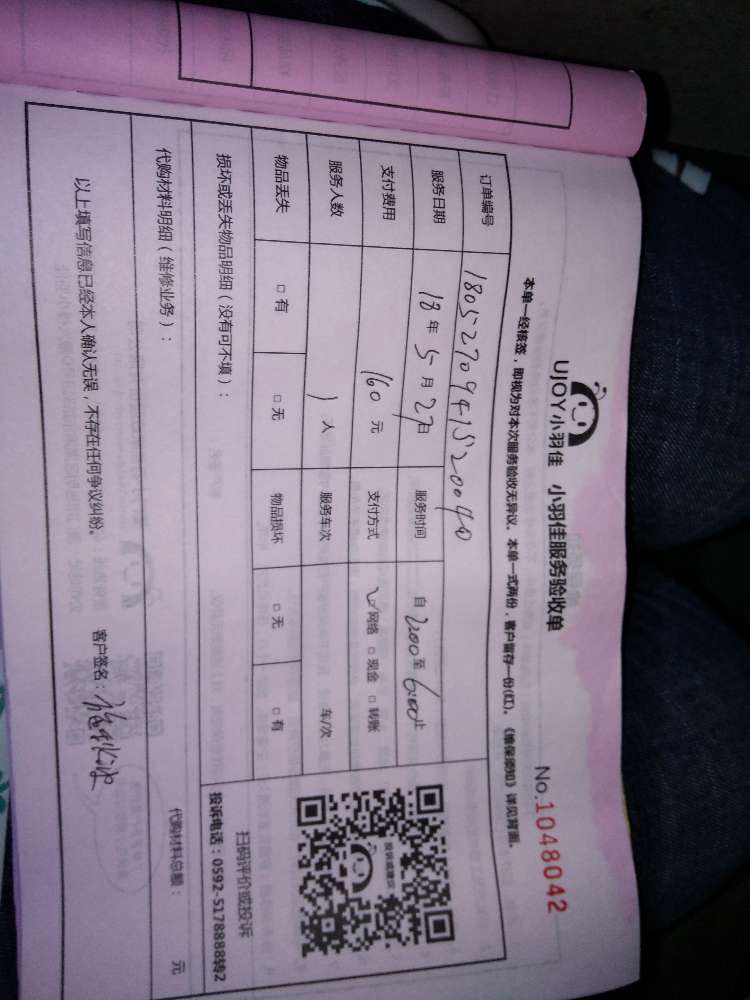 UJOY小羽佳 小羽佳服务验收单
No.1048042
本单一经核签，即视为对本次服务验收无异议。本单一式两份，客户留存一份(红)。《维保须知》详见背面。
订单编号 1805270941520040
服务日期 18年5月27日 服务时间 自2:00至6:00止
支付费用 160元 支付方式 ☑网络 □现金 □转账
服务人数 1人 服务车次 车/次
物品丢失 □有 □无 物品损坏 □无 □有
损坏或丢失物品明细（没有可不填）：
代购材料明细（维修业务）：
代购材料总额： 元
扫码评价或投诉
投诉电话：0592-5178888转2
以上填写信息已经本人确认无误，不存在任何争议纠纷。
客户签名：